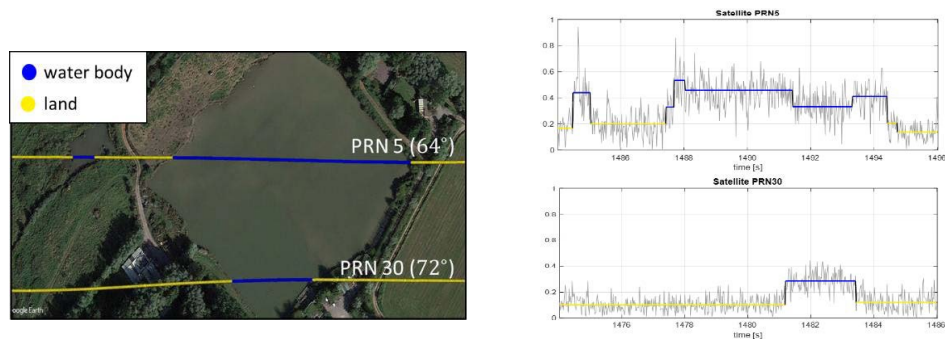 water body
land
PRN 5 (64°)
PRN 30 (72°)
oogle Earth
Satellite PRN5
1
0.8
0.6
0.4
0.2
0
1486
1488
1490
1492
1494
1496
time [s]
Satellite PRN30
1
0.8
0.6
0.4
0.2
0
1476
1478
1480
1482
1484
1486
time [s]